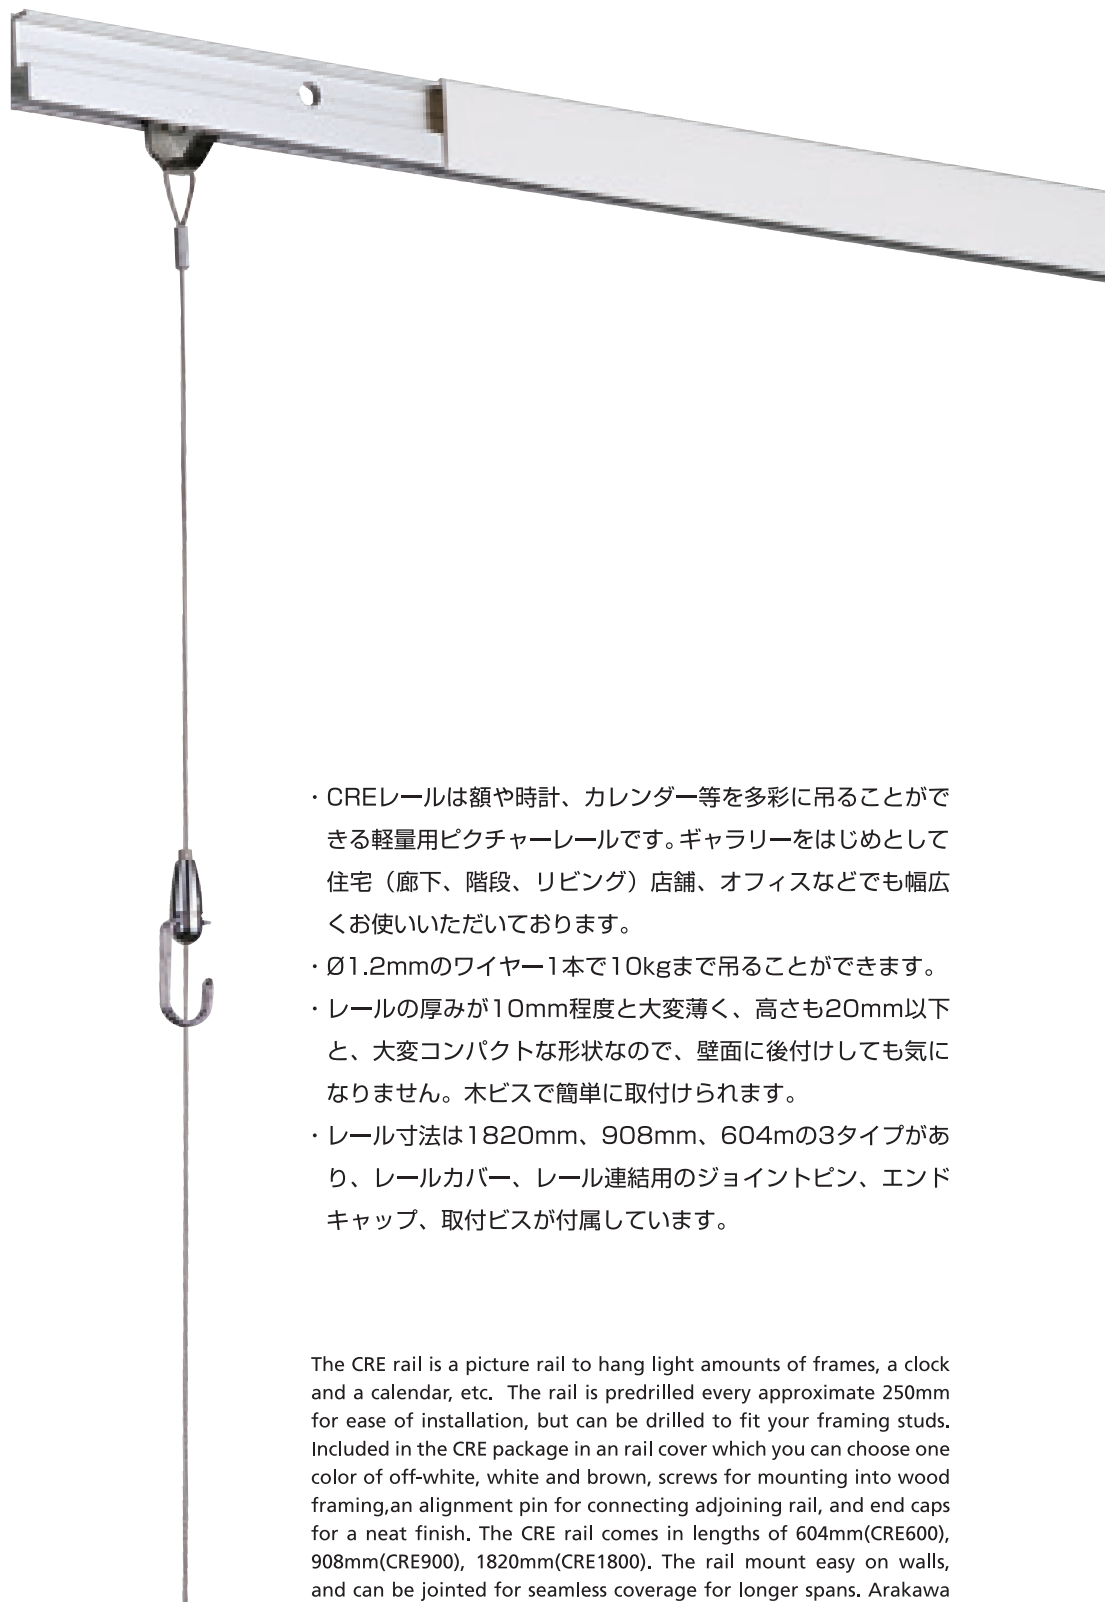 ・CREレールは額や時計、カレンダー等を多彩に吊ることがで
きる軽量用ピクチャーレールです。ギャラリーをはじめとして
住宅（廊下、階段、リビング）店舗、オフィスなどでも幅広
くお使いいただいております。
・Ø1.2mmのワイヤー1本で10kgまで吊ることができます。
・レールの厚みが10mm程度と大変薄く、高さも20mm以下
と、大変コンパクトな形状なので、壁面に後付けしても気に
なりません。木ビスで簡単に取付けられます。
・レール寸法は1820mm、908mm、604mの3タイプがあ
り、レールカバー、レール連結用のジョイントピン、エンド
キャップ、取付ビスが付属しています。
The CRE rail is a picture rail to hang light amounts of frames, a clock
and a calendar, etc.  The rail is predrilled every approximate 250mm
for ease of installation, but can be drilled to fit your framing studs.
Included in the CRE package in an rail cover which you can choose one
color of off-white, white and brown, screws for mounting into wood
framing,an alignment pin for connecting adjoining rail, and end caps
for a neat finish. The CRE rail comes in lengths of 604mm(CRE600),
908mm(CRE900), 1820mm(CRE1800). The rail mount easy on walls,
and can be jointed for seamless coverage for longer spans. Arakawa